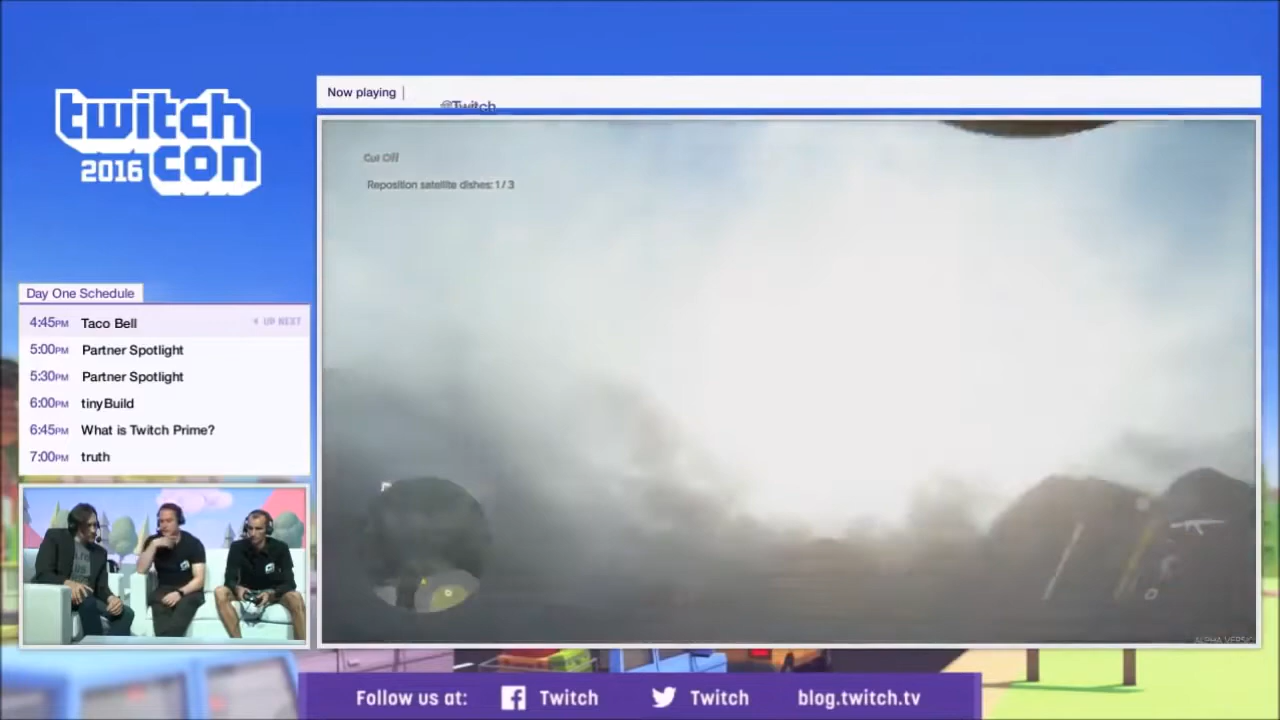 twitch
2016 con
Now playing |
@Twitch
Cut Off
Reposition satellite dishes: 1 / 3
Day One Schedule
4:45PM Taco Bell UP NEXT
5:00PM Partner Spotlight
5:30PM Partner Spotlight
6:00PM tinyBuild
6:45PM What is Twitch Prime?
7:00PM truth
ALPHA VERSIO
Follow us at: Twitch Twitch blog.twitch.tv